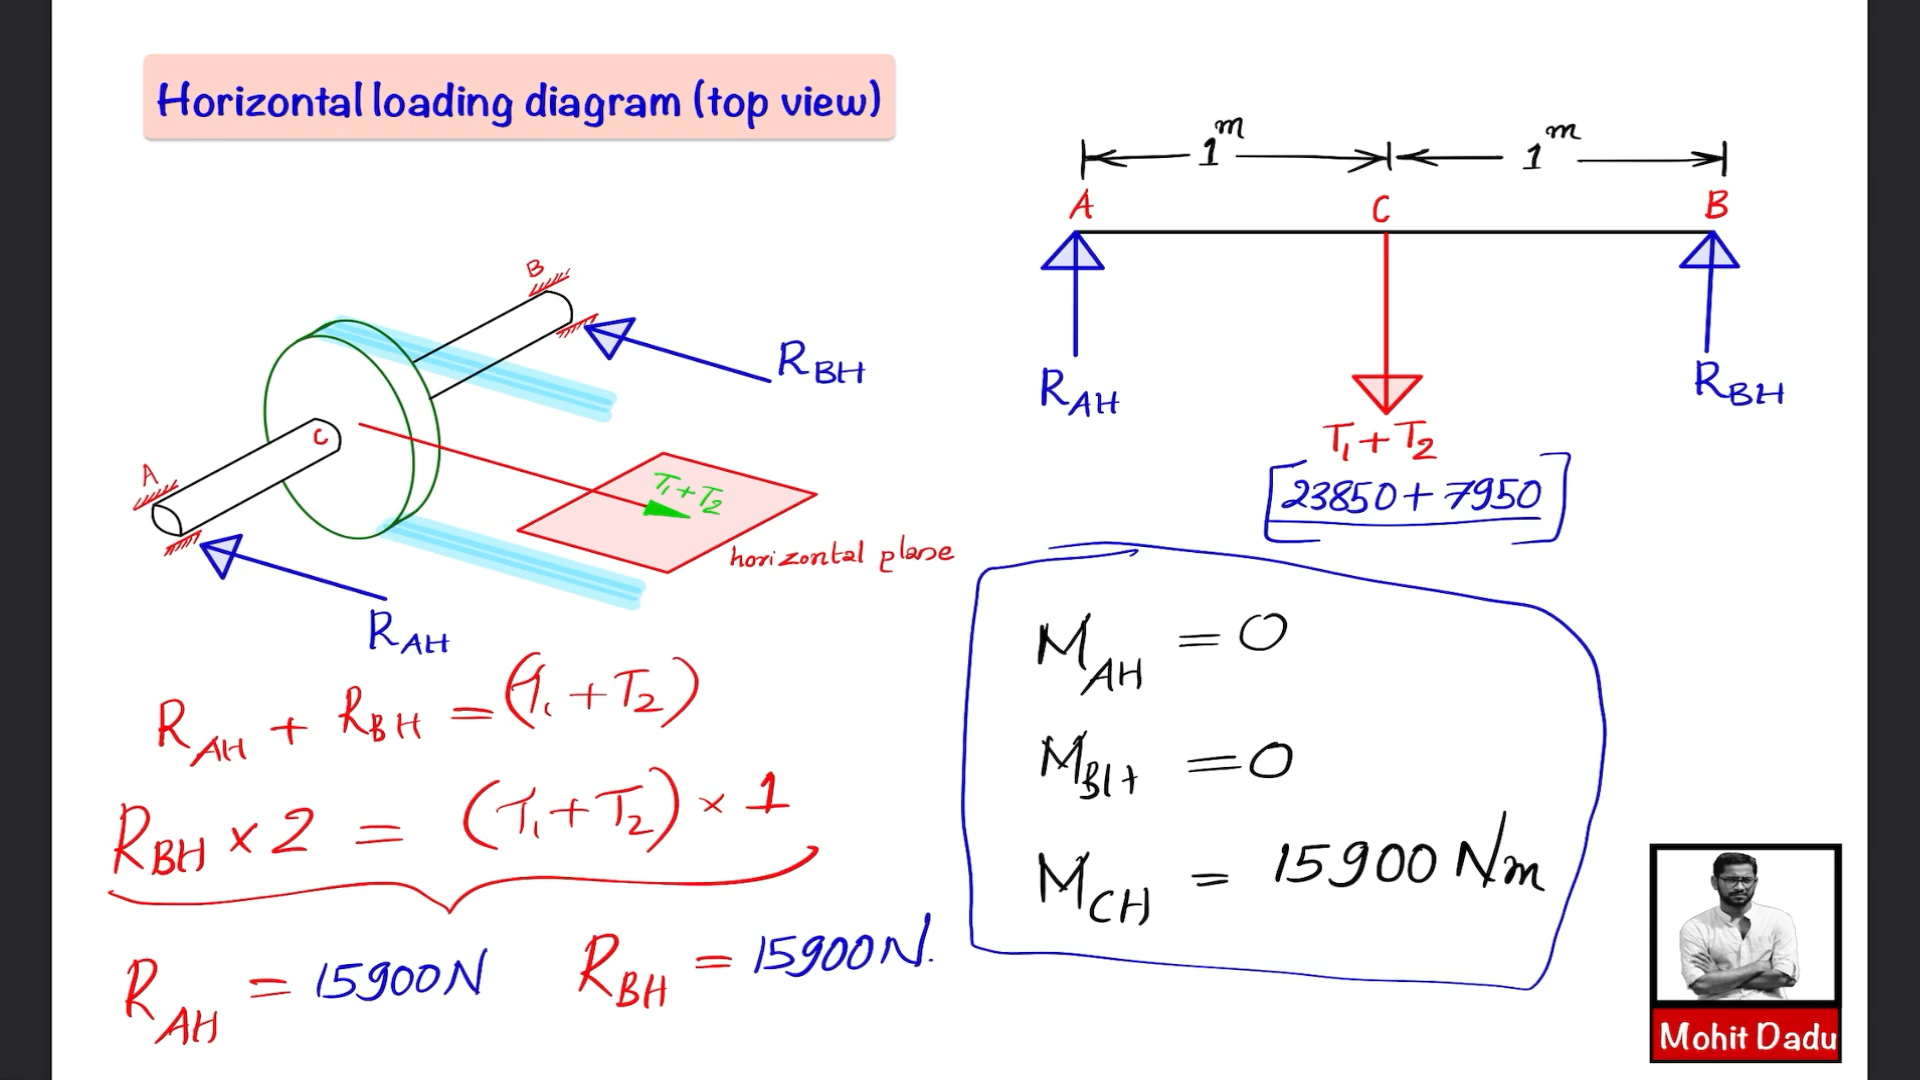 Horizontal loading diagram (top view)
1m 1m
A C B
R_AH R_BH
T₁+T₂
[23850+7950]
B
R_BH
C
A
T₁+T₂
horizontal plane
R_AH
R_AH + R_BH = (T₁+T₂)
R_BH × 2 = (T₁+T₂) × 1
R_AH = 15900N R_BH = 15900N.
M_AH = 0
M_BH = 0
M_CH = 15900 Nm
Mohit Dadu